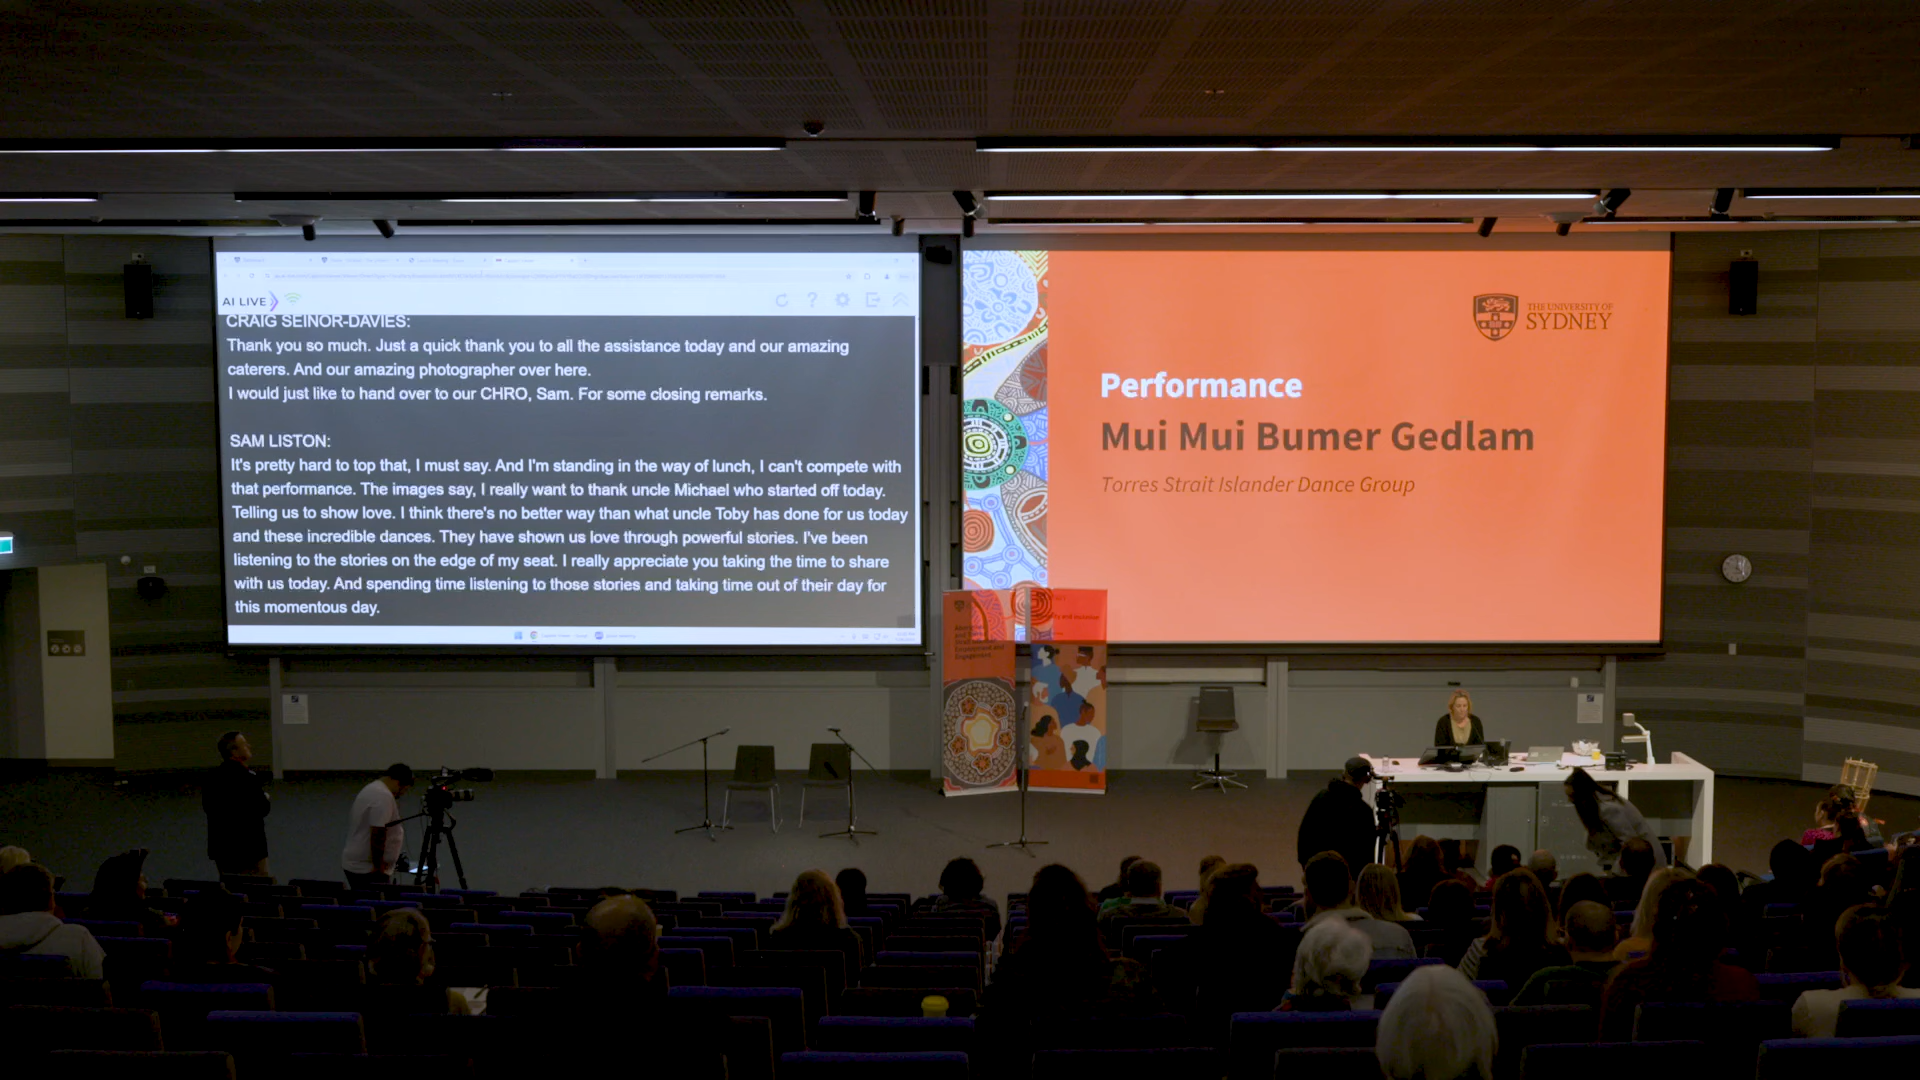 AI LIVE
CRAIG SEINOR-DAVIES:
Thank you so much. Just a quick thank you to all the assistance today and our amazing
caterers. And our amazing photographer over here.
I would just like to hand over to our CHRO, Sam. For some closing remarks.
SAM LISTON:
It's pretty hard to top that, I must say. And I'm standing in the way of lunch, I can't compete with
that performance. The images say, I really want to thank uncle Michael who started off today.
Telling us to show love. I think there's no better way than what uncle Toby has done for us today
and these incredible dances. They have shown us love through powerful stories. I've been
listening to the stories on the edge of my seat. I really appreciate you taking the time to share
with us today. And spending time listening to those stories and taking time out of their day for
this momentous day.
THE UNIVERSITY OF
SYDNEY
Performance
Mui Mui Bumer Gedlam
Torres Strait Islander Dance Group